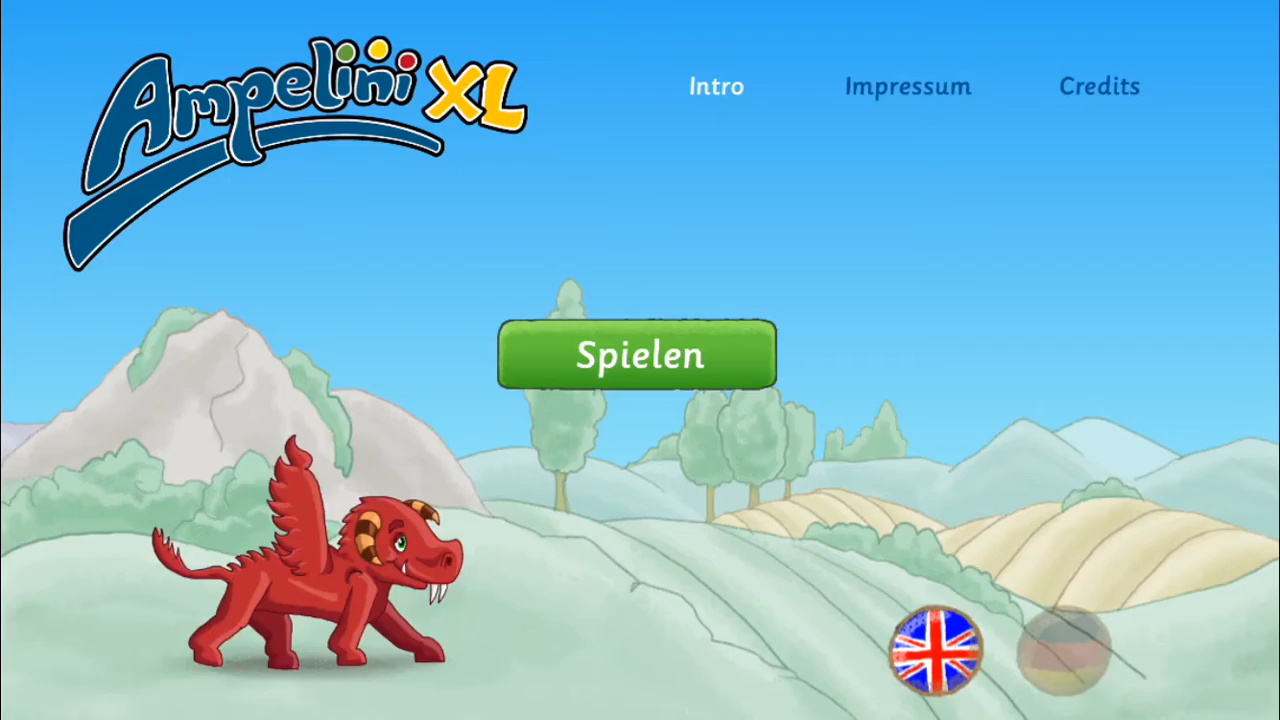 Ampelini XL
Intro
Impressum
Credits
Spielen